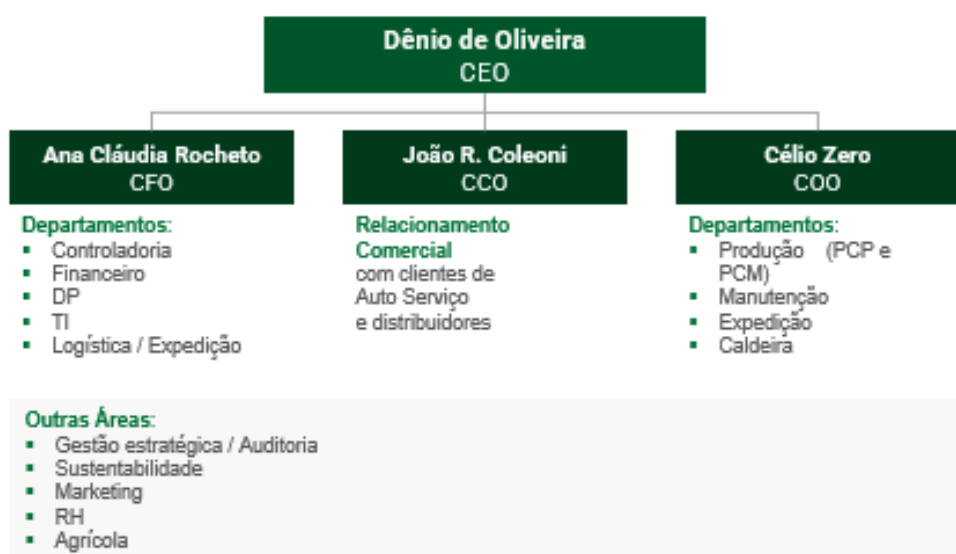 Dênio de Oliveira
CEO
Ana Cláudia Rocheto
CFO
João R. Coleoni
CCO
Célio Zero
COO
Departamentos:
▪ Controladoria
▪ Financeiro
▪ DP
▪ TI
▪ Logística / Expedição
Relacionamento
Comercial
com clientes de
Auto Serviço
e distribuidores
Departamentos:
▪ Produção (PCP e
PCM)
▪ Manutenção
▪ Expedição
▪ Caldeira
Outras Áreas:
▪ Gestão estratégica / Auditoria
▪ Sustentabilidade
▪ Marketing
▪ RH
▪ Agrícola